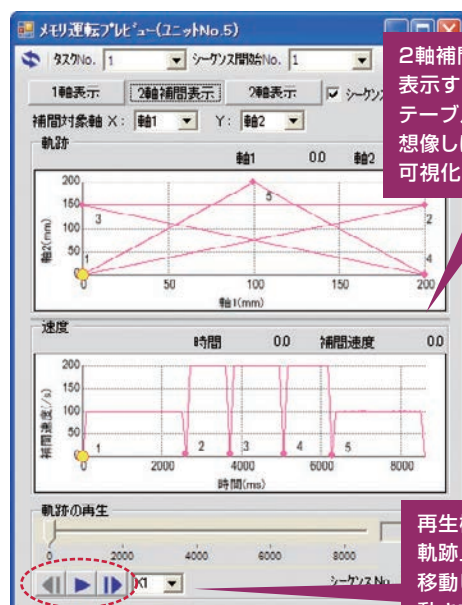 メモリ運転プレビュー(ユニットNo.5)
タスクNo. 1 シーケンス開始No. 1
1軸表示 2軸補間表示 2軸表示
補間対象軸 X: 軸1 Y: 軸2
軌跡
軸1 0.0 軸2
200
150
100
50
0
軸2(mm)
1
2
3
4
5
50 100 150 200
軸1(mm)
速度
時間 0.0 補間速度 0.0
200
150
100
50
0
補間速度(/s)
1 2 3 4 5
0 2000 4000 6000 8000
時間(ms)
軌跡の再生
0 2000 4000 6000 8000
X1
シーケンスNo.
2軸補間
表示す
テーブル
想像し
可視化
再生
軌跡
移動